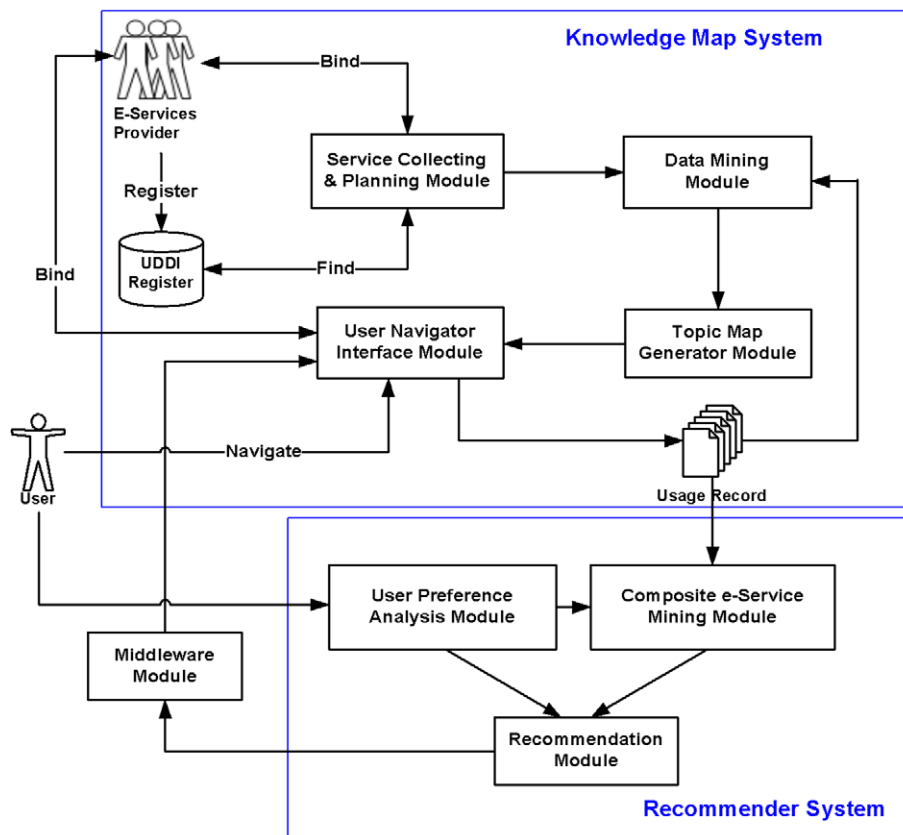 Knowledge Map System
Bind
E-Services
Provider
Service Collecting
& Planning Module
Data Mining
Module
Register
UDDI
Register
Find
Bind
User Navigator
Interface Module
Topic Map
Generator Module
Navigate
User
Usage Record
User Preference
Analysis Module
Composite e-Service
Mining Module
Middleware
Module
Recommendation
Module
Recommender System